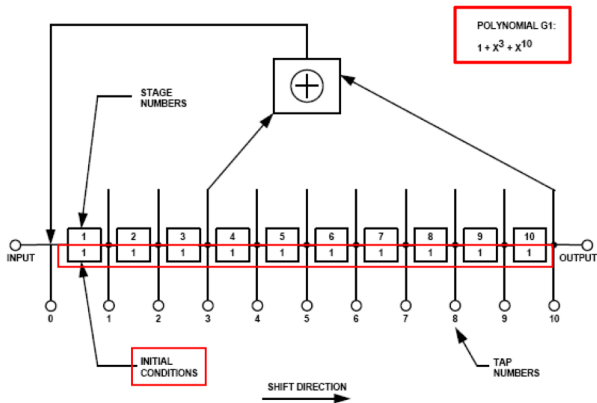 POLYNOMIAL G1:
1 + X³ + X¹⁰
STAGE
NUMBERS
1 2 3 4 5 6 7 8 9 10
1 1 1 1 1 1 1 1 1 1
INPUT
OUTPUT
0 1 2 3 4 5 6 7 8 9 10
INITIAL
CONDITIONS
TAP
NUMBERS
SHIFT DIRECTION